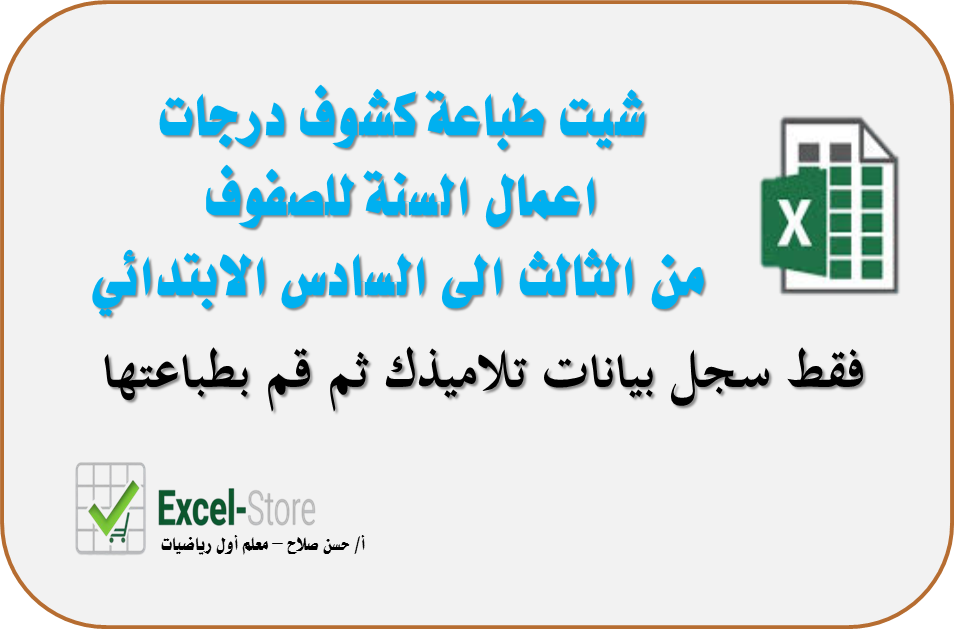 شيت طباعة كشوف درجات
اعمال السنة للصفوف
من الثالث الى السادس الابتدائي
فقط سجل بيانات تلاميذك ثم قم بطباعتها
X
Excel-Store
أ/ حسن صلاح – معلم أول رياضيات